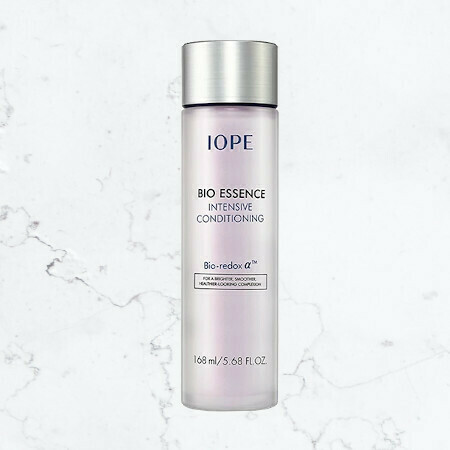 IOPE
BIO ESSENCE
INTENSIVE
CONDITIONING
Bio-redox α™
FOR A BRIGHTER, SMOOTHER,
HEALTHIER-LOOKING COMPLEXION
168 ml/5.68 FL.OZ.